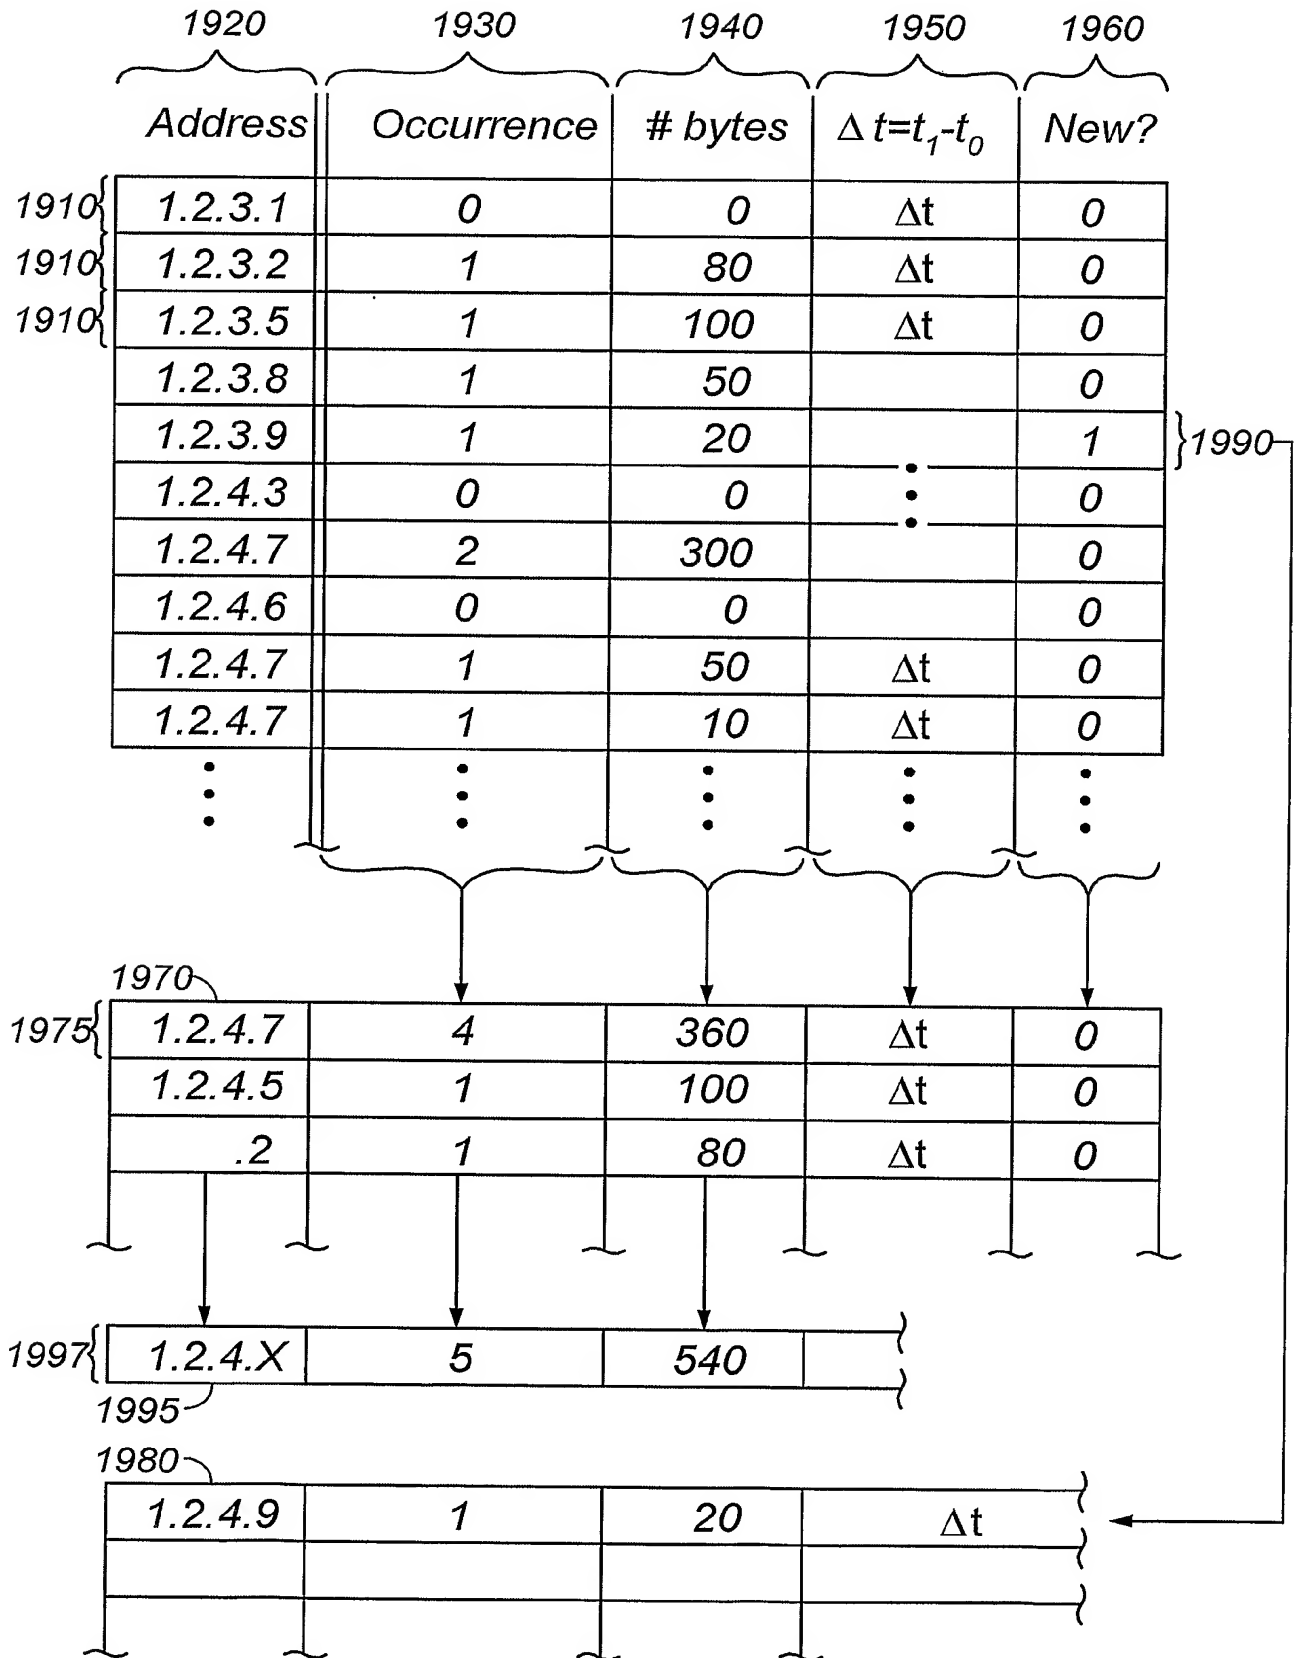 1920 1930 1940 1950 1960
Address Occurrence # bytes Δ t=t₁-t₀ New?
1910 1.2.3.1 0 0 Δt 0
1910 1.2.3.2 1 80 Δt 0
1910 1.2.3.5 1 100 Δt 0
1.2.3.8 1 50 0
1.2.3.9 1 20 1 1990
1.2.4.3 0 0 0
1.2.4.7 2 300 0
1.2.4.6 0 0 0
1.2.4.7 1 50 Δt 0
1.2.4.7 1 10 Δt 0
1970
1975 1.2.4.7 4 360 Δt 0
1.2.4.5 1 100 Δt 0
.2 1 80 Δt 0
1997 1.2.4.X 5 540
1995
1980
1.2.4.9 1 20 Δt